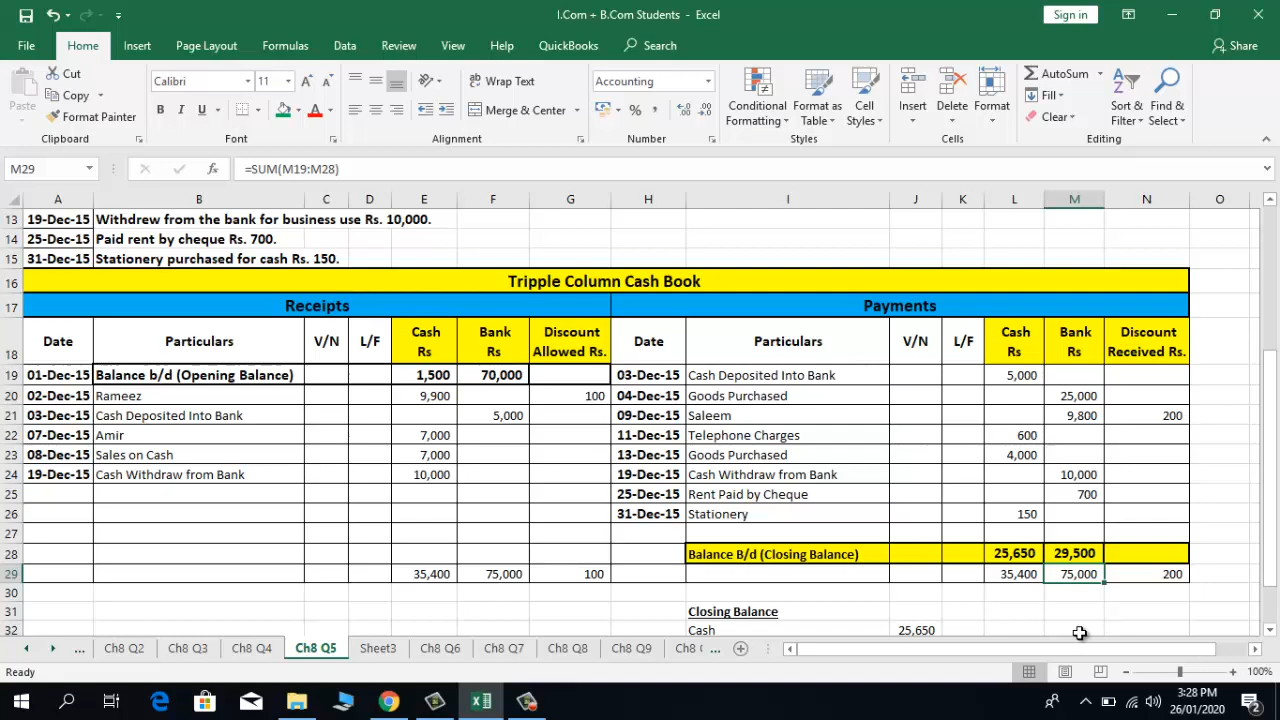 I.Com + B.Com Students - Excel
Sign in
File Home Insert Page Layout Formulas Data Review View Help QuickBooks Search Share
Paste
Cut
Copy
Format Painter
Clipboard
Calibri 11
B I U
Font
Wrap Text
Merge & Center
Alignment
Accounting
% ,
Number
Conditional Formatting
Format as Table
Cell Styles
Styles
Insert Delete Format
Cells
AutoSum
Fill
Clear
Sort & Filter
Find & Select
Editing
M29 fx =SUM(M19:M28)
A B C D E F G H I J K L M N O
13 19-Dec-15 Withdrew from the bank for business use Rs. 10,000.
14 25-Dec-15 Paid rent by cheque Rs. 700.
15 31-Dec-15 Stationery purchased for cash Rs. 150.
16 Tripple Column Cash Book
17 Receipts Payments
18 Date Particulars V/N L/F Cash Rs Bank Rs Discount Allowed Rs. Date Particulars V/N L/F Cash Rs Bank Rs Discount Received Rs.
19 01-Dec-15 Balance b/d (Opening Balance) 1,500 70,000 03-Dec-15 Cash Deposited Into Bank 5,000
20 02-Dec-15 Rameez 9,900 100 04-Dec-15 Goods Purchased 25,000
21 03-Dec-15 Cash Deposited Into Bank 5,000 09-Dec-15 Saleem 9,800 200
22 07-Dec-15 Amir 7,000 11-Dec-15 Telephone Charges 600
23 08-Dec-15 Sales on Cash 7,000 13-Dec-15 Goods Purchased 4,000
24 19-Dec-15 Cash Withdraw from Bank 10,000 19-Dec-15 Cash Withdraw from Bank 10,000
25 25-Dec-15 Rent Paid by Cheque 700
26 31-Dec-15 Stationery 150
27
28 Balance B/d (Closing Balance) 25,650 29,500
29 35,400 75,000 100 35,400 75,000 200
30
31 Closing Balance
32 Cash 25,650
... Ch8 Q2 Ch8 Q3 Ch8 Q4 Ch8 Q5 Sheet3 Ch8 Q6 Ch8 Q7 Ch8 Q8 Ch8 Q9 Ch8 ( ...
Ready 100%
3:28 PM
26/01/2020
2